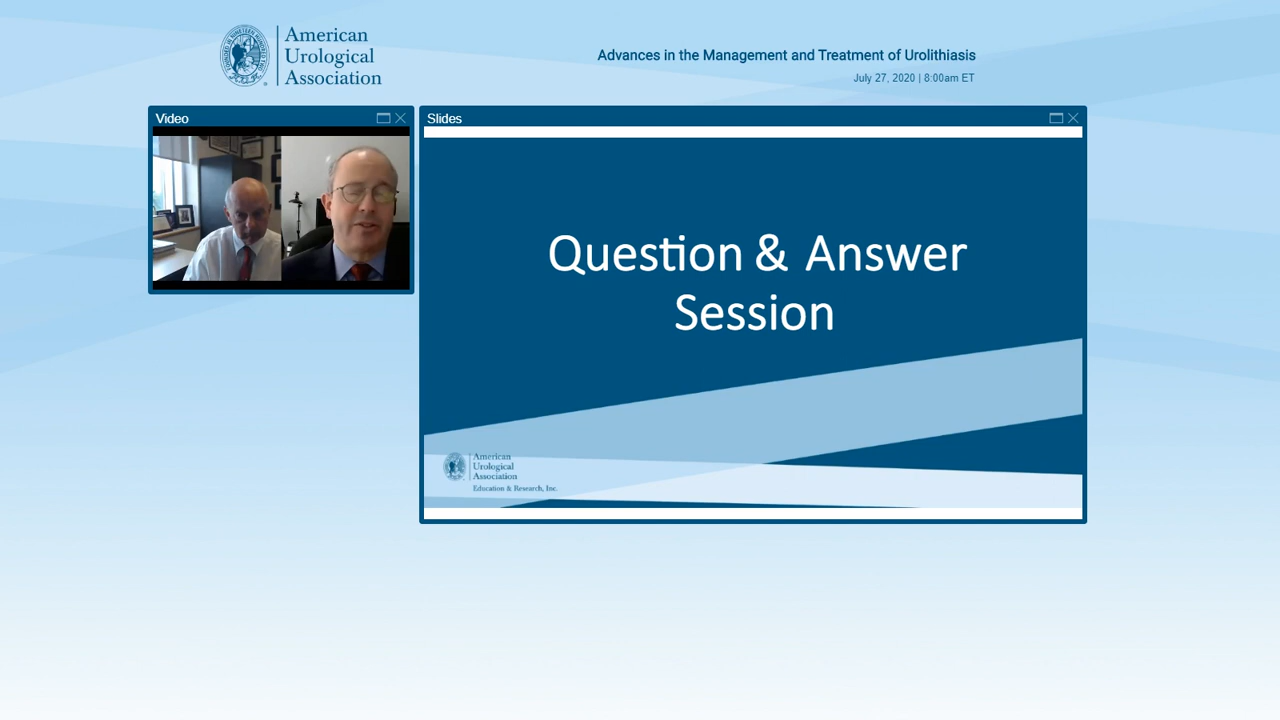 American
Urological
Association
Advances in the Management and Treatment of Urolithiasis
July 27, 2020 | 8:00am ET
Video
Slides
Question & Answer
Session
American
Urological
Association
Education & Research, Inc.